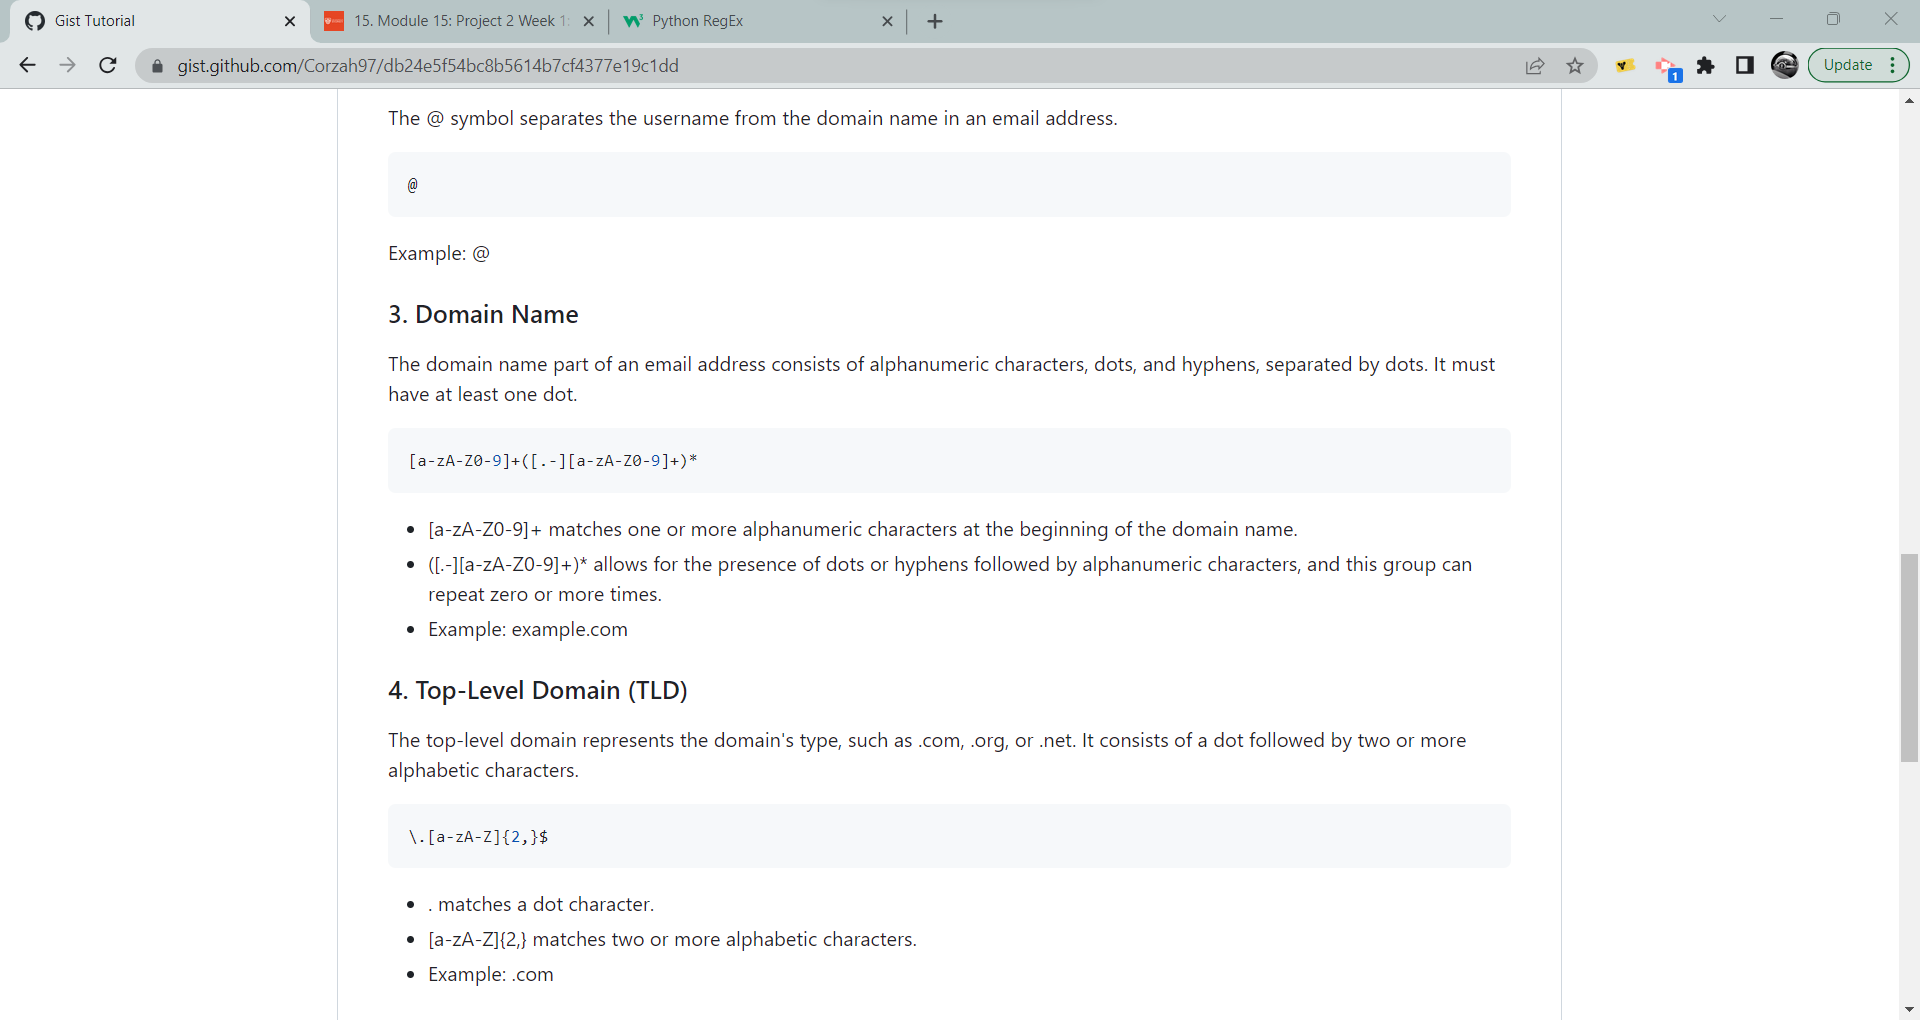 Gist Tutorial
15. Module 15: Project 2 Week 1
Python RegEx
gist.github.com/Corzah97/db24e5f54bc8b5614b7cf4377e19c1dd
1
Update
The @ symbol separates the username from the domain name in an email address.
@
Example: @
3. Domain Name
The domain name part of an email address consists of alphanumeric characters, dots, and hyphens, separated by dots. It must
have at least one dot.
[a-zA-Z0-9]+([.-][a-zA-Z0-9]+)*
• [a-zA-Z0-9]+ matches one or more alphanumeric characters at the beginning of the domain name.
• ([.-][a-zA-Z0-9]+)* allows for the presence of dots or hyphens followed by alphanumeric characters, and this group can
repeat zero or more times.
• Example: example.com
4. Top-Level Domain (TLD)
The top-level domain represents the domain's type, such as .com, .org, or .net. It consists of a dot followed by two or more
alphabetic characters.
\.[a-zA-Z]{2,}$
• . matches a dot character.
• [a-zA-Z]{2,} matches two or more alphabetic characters.
• Example: .com